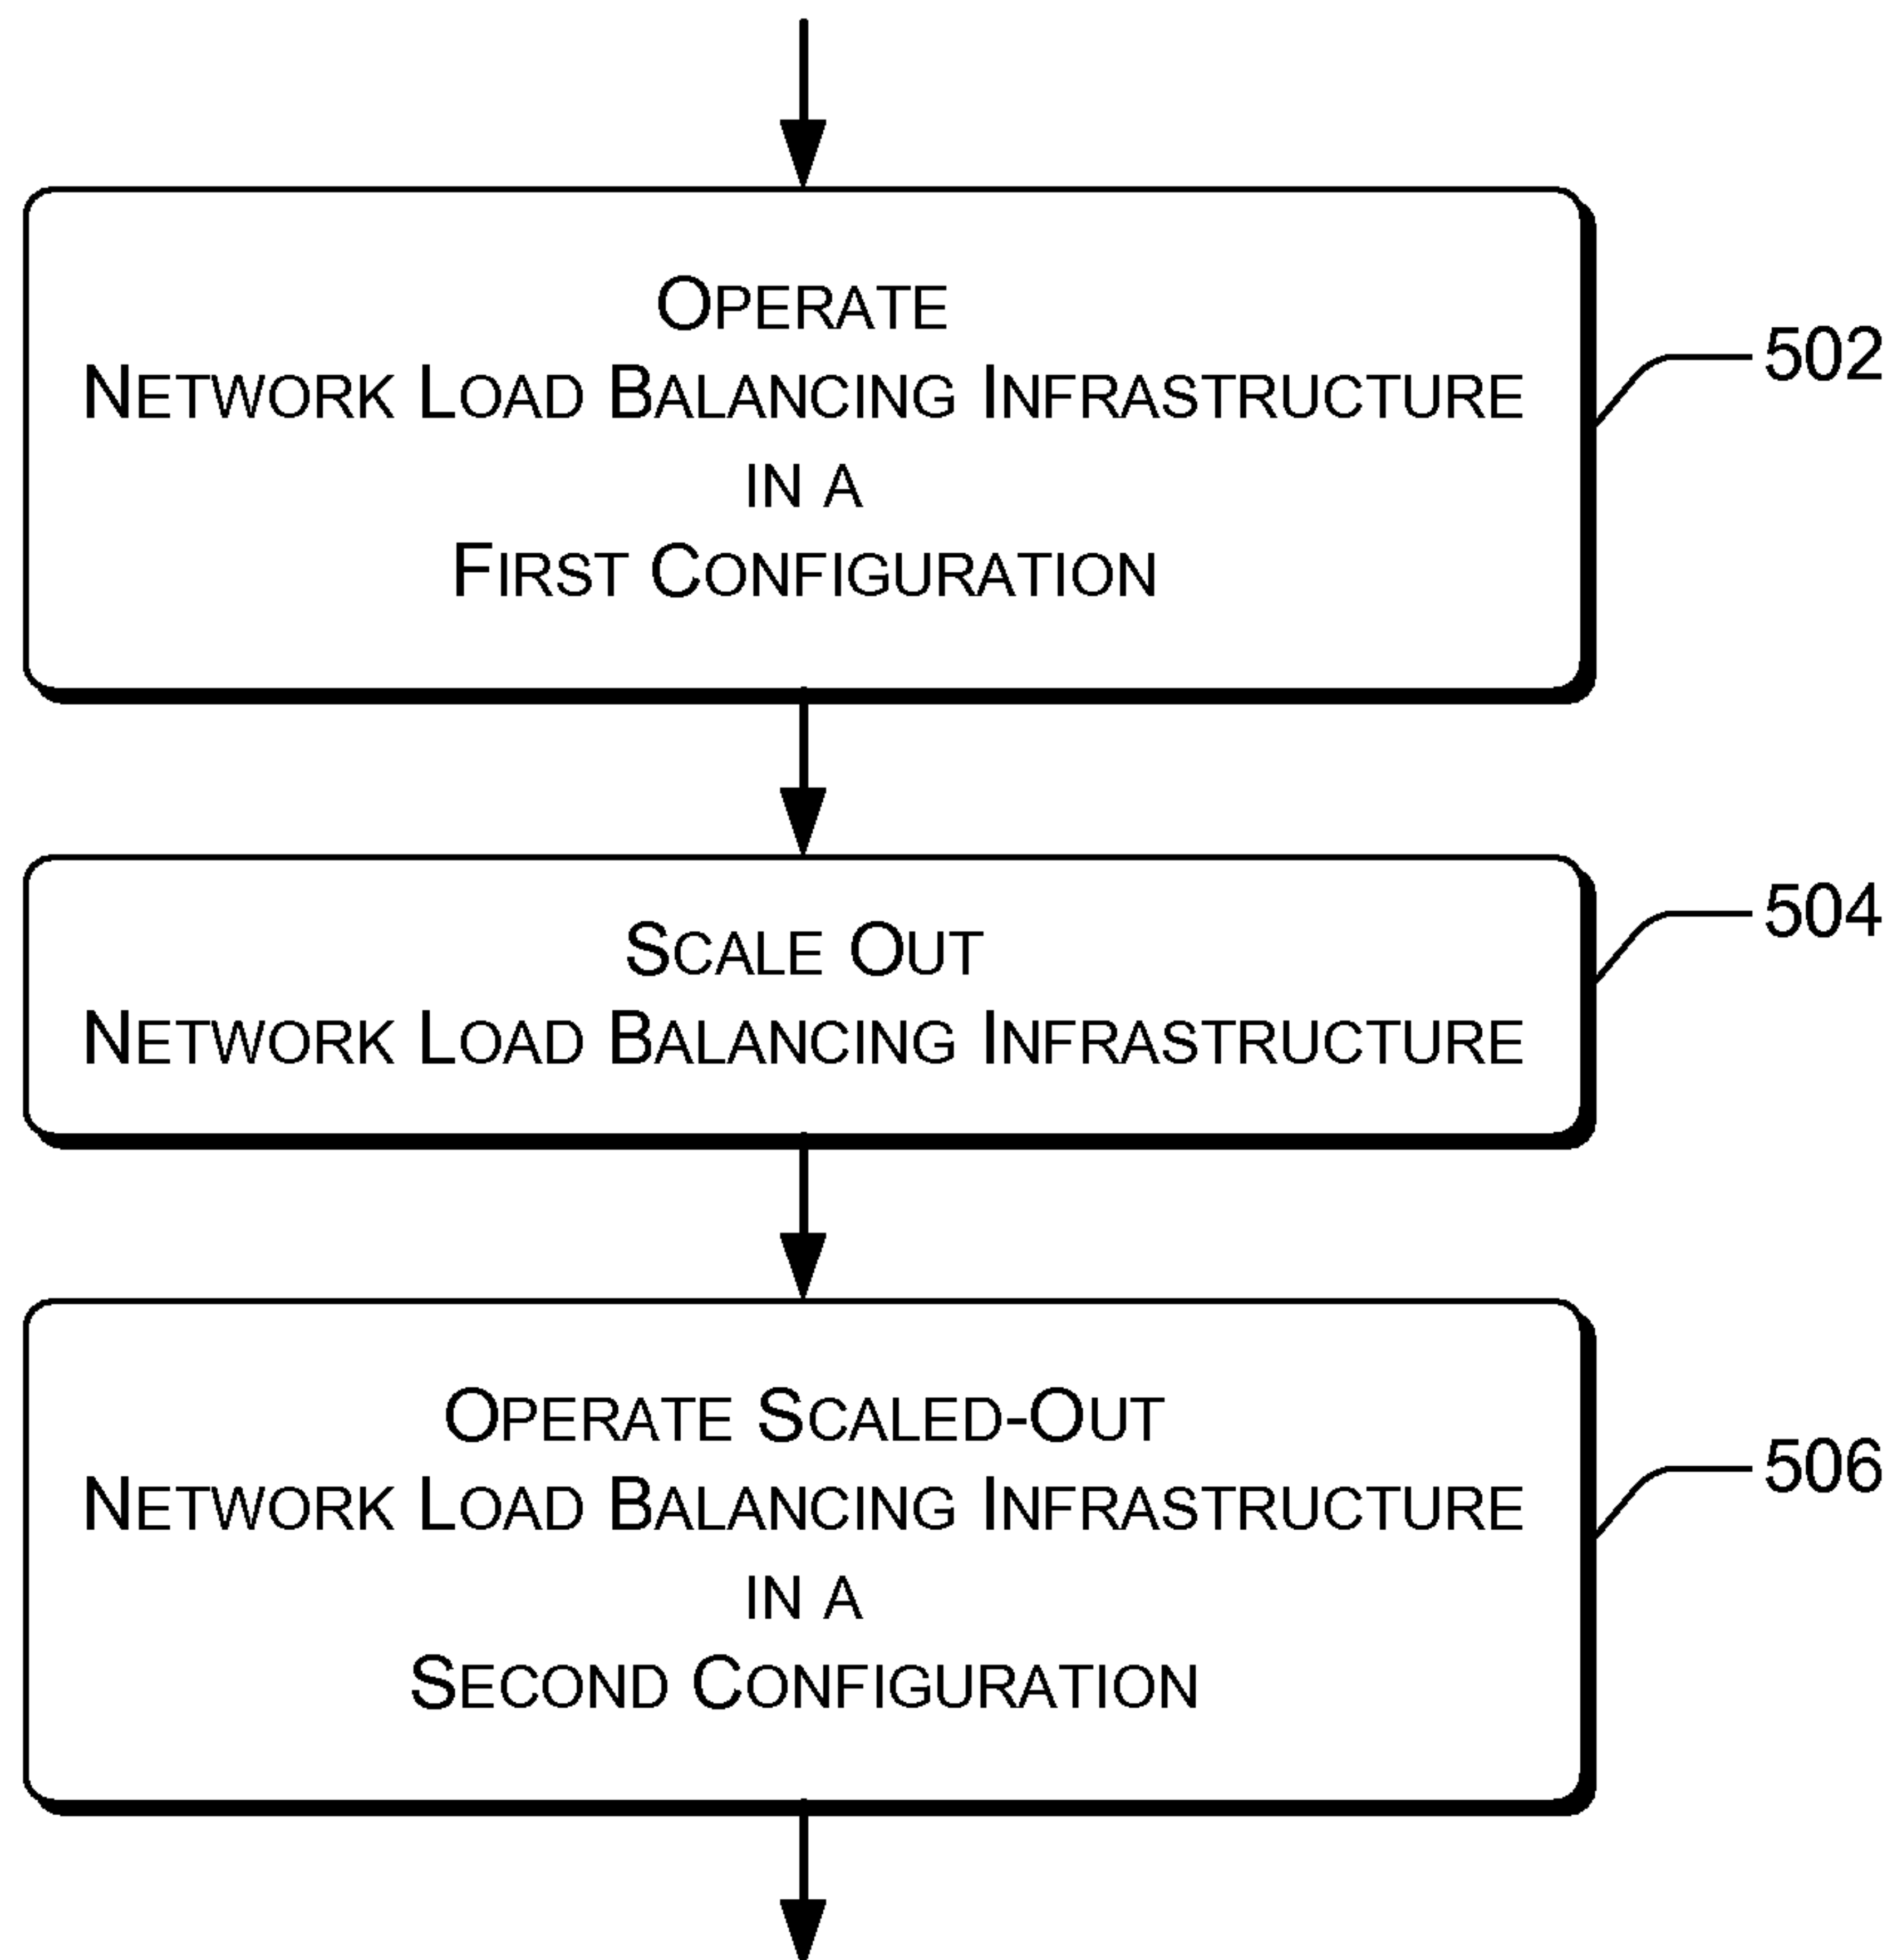 OPERATE
NETWORK LOAD BALANCING INFRASTRUCTURE
IN A
FIRST CONFIGURATION
502
SCALE OUT
NETWORK LOAD BALANCING INFRASTRUCTURE
504
OPERATE SCALED-OUT
NETWORK LOAD BALANCING INFRASTRUCTURE
IN A
SECOND CONFIGURATION
506